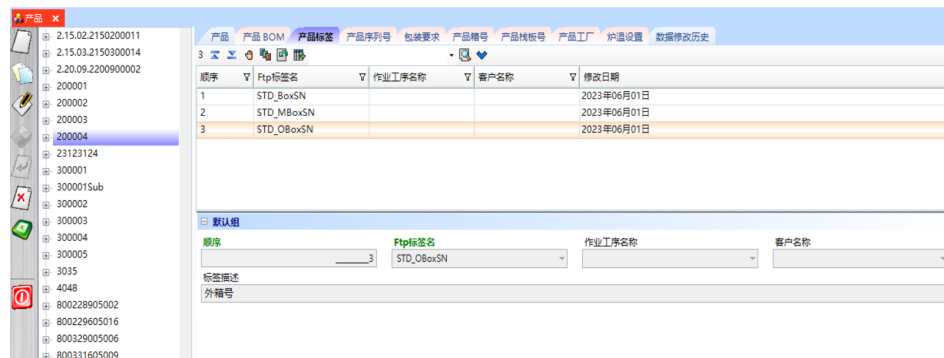 产品
2.15.02.2150200011
2.15.03.2150300014
2.20.09.2200900002
200001
200002
200003
200004
23123124
300001
300001Sub
300002
300003
300004
300005
3035
4048
800228905002
800229605016
800329005006
800331605009
产品 产品 BOM 产品标签 产品序列号 包装要求 产品箱号 产品栈板号 产品工厂 炉温设置 数据修改历史
3
顺序 Ftp标签名 作业工序名称 客户名称 修改日期
1 STD_BoxSN 2023年06月01日
2 STD_MBoxSN 2023年06月01日
3 STD_OBoxSN 2023年06月01日
默认组
顺序 Ftp标签名 作业工序名称 客户名称
3 STD_OBoxSN
标签描述
外箱号